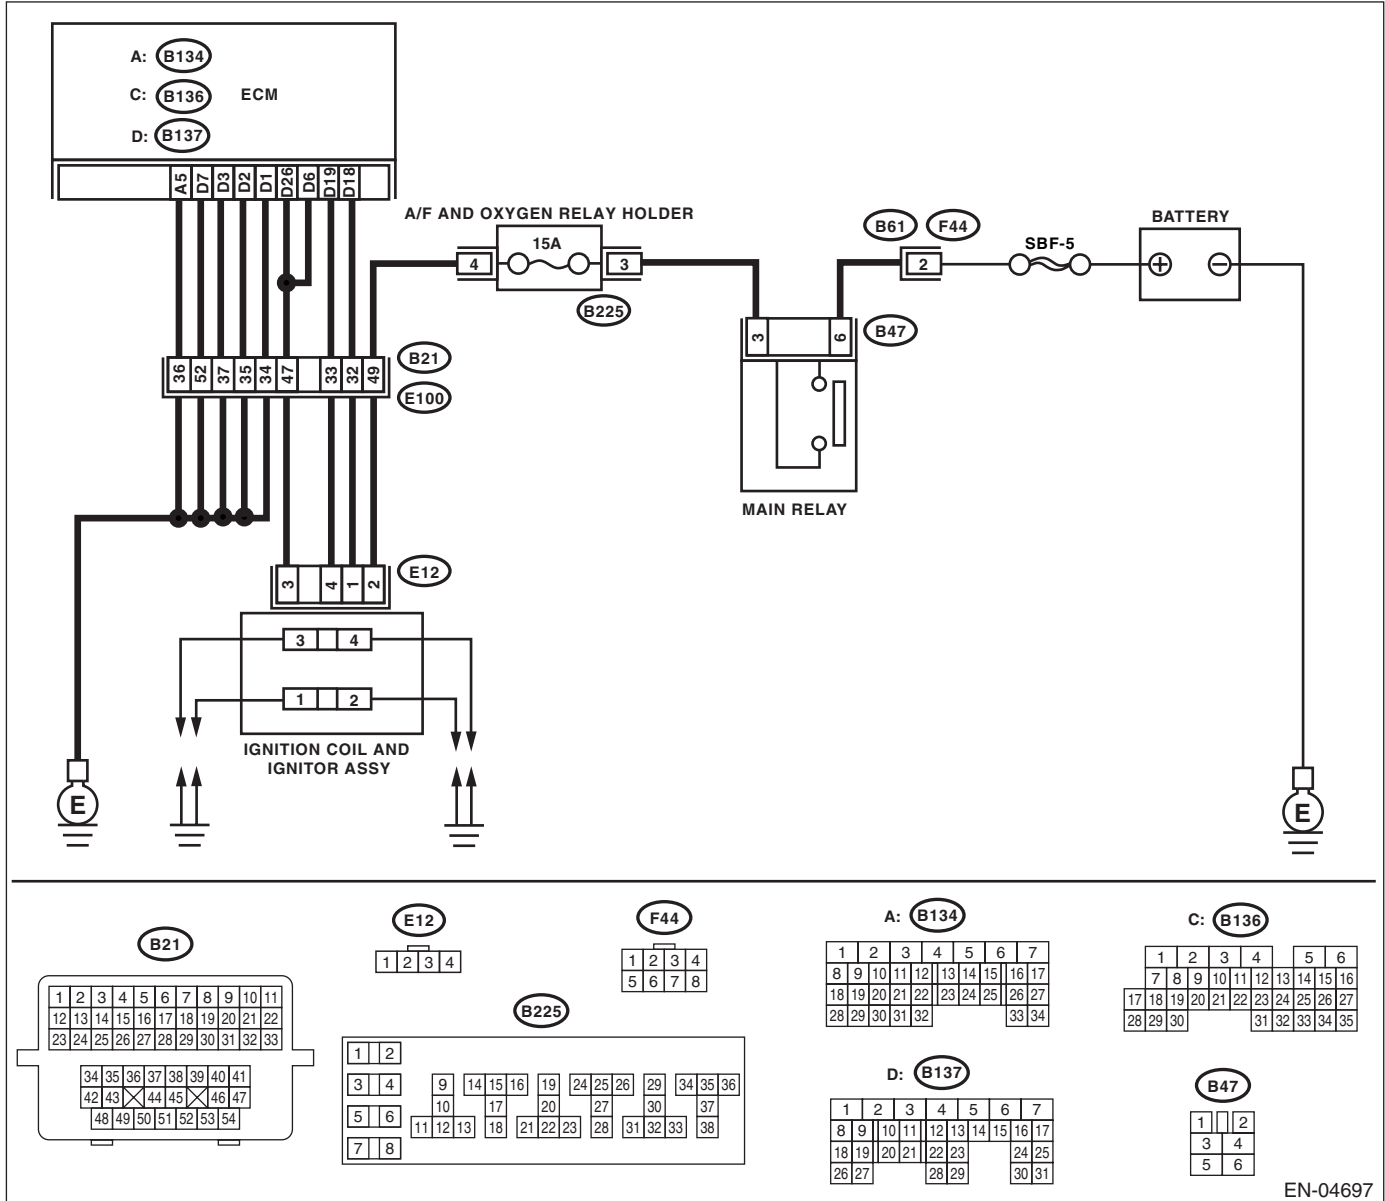 A: B134
C: B136 ECM
D: B137
A5 D7 D3 D2 D1 D26 D6 D19 D18
A/F AND OXYGEN RELAY HOLDER
15A
4 3
B225
B61 F44
2
SBF-5
BATTERY
+ −
3 6
B47
MAIN RELAY
36 52 37 35 34 47 33 32 49
B21
E100
3 4 1 2
E12
3 4
1 2
IGNITION COIL AND
IGNITOR ASSY
E
E
B21
1 2 3 4 5 6 7 8 9 10 11
12 13 14 15 16 17 18 19 20 21 22
23 24 25 26 27 28 29 30 31 32 33
34 35 36 37 38 39 40 41
42 43 44 45 46 47
48 49 50 51 52 53 54
E12
1 2 3 4
F44
1 2 3 4
5 6 7 8
B225
1 2
3 4 9 14 15 16 19 24 25 26 29 34 35 36
5 6 10 17 20 27 30 37
11 12 13 18 21 22 23 28 31 32 33 38
7 8
A: B134
1 2 3 4 5 6 7
8 9 10 11 12 13 14 15 16 17
18 19 20 21 22 23 24 25 26 27
28 29 30 31 32 33 34
C: B136
1 2 3 4 5 6
7 8 9 10 11 12 13 14 15 16
17 18 19 20 21 22 23 24 25 26 27
28 29 30 31 32 33 34 35
D: B137
1 2 3 4 5 6 7
8 9 10 11 12 13 14 15 16 17
18 19 20 21 22 23 24 25
26 27 28 29 30 31
B47
1 2
3 4
5 6
EN-04697